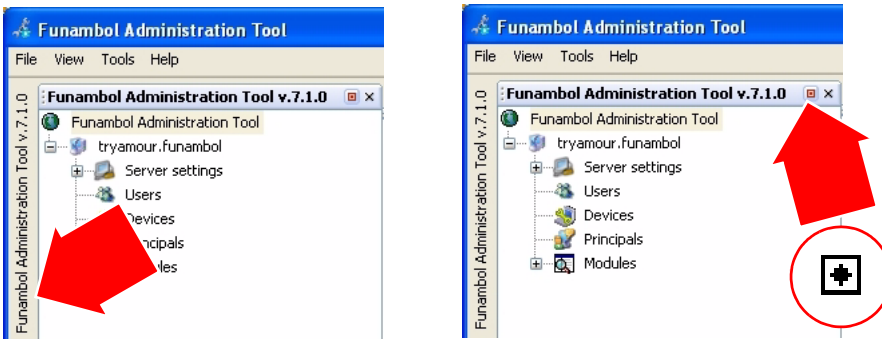 Funambol Administration Tool
File View Tools Help
Funambol Administration Tool v.7.1.0
Funambol Administration Tool v.7.1.0
Funambol Administration Tool
tryamour.funambol
Server settings
Users
Devices
Funambol Administration Tool
File View Tools Help
Funambol Administration Tool v.7.1.0
Funambol Administration Tool v.7.1.0
Funambol Administration Tool
tryamour.funambol
Server settings
Users
Devices
Principals
Modules